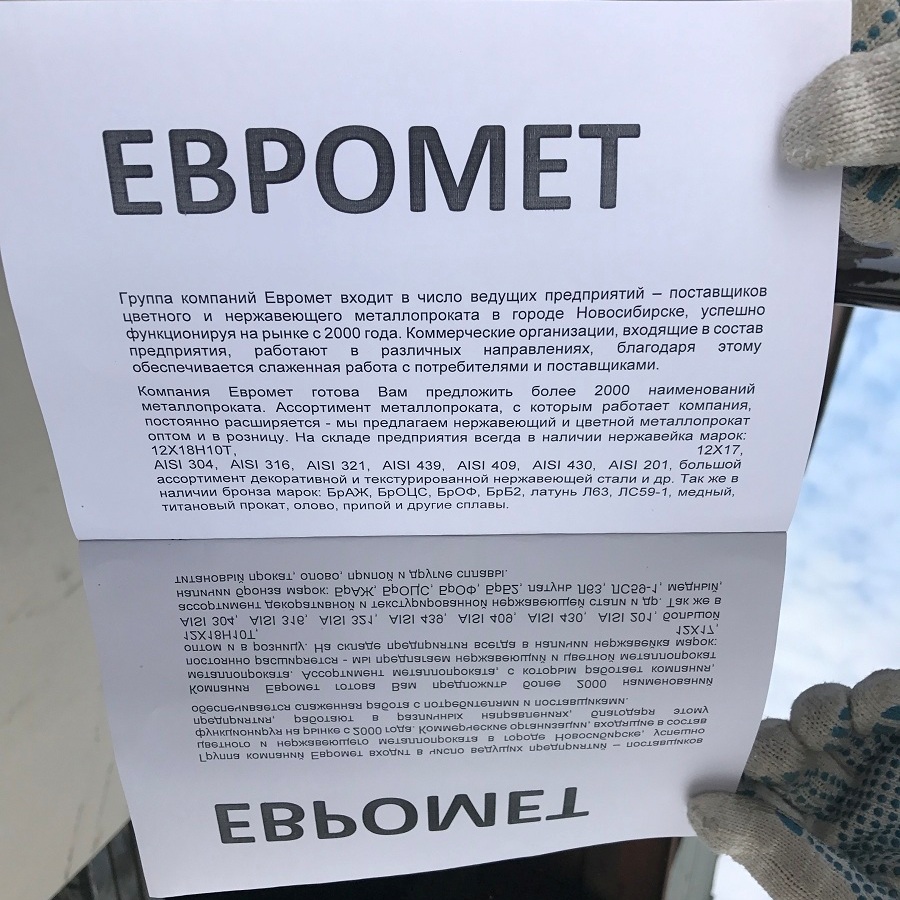 ЕВРОМЕТ
Группа компаний Евромет входит в число ведущих предприятий – поставщиков
цветного и нержавеющего металлопроката в городе Новосибирске, успешно
функционируя на рынке с 2000 года. Коммерческие организации, входящие в состав
предприятия, работают в различных направлениях, благодаря этому
обеспечивается слаженная работа с потребителями и поставщиками.
Компания Евромет готова Вам предложить более 2000 наименований
металлопроката. Ассортимент металлопроката, с которым работает компания,
постоянно расширяется - мы предлагаем нержавеющий и цветной металлопрокат
оптом и в розницу. На складе предприятия всегда в наличии нержавейка марок:
12Х18Н10Т, 12Х17,
AISI 304, AISI 316, AISI 321, AISI 439, AISI 409, AISI 430, AISI 201, большой
ассортимент декоративной и текстурированной нержавеющей стали и др. Так же в
наличии бронза марок: БрАЖ, БрОЦС, БрОФ, БрБ2, латунь Л63, ЛС59-1, медный,
титановый прокат, олово, припой и другие сплавы.